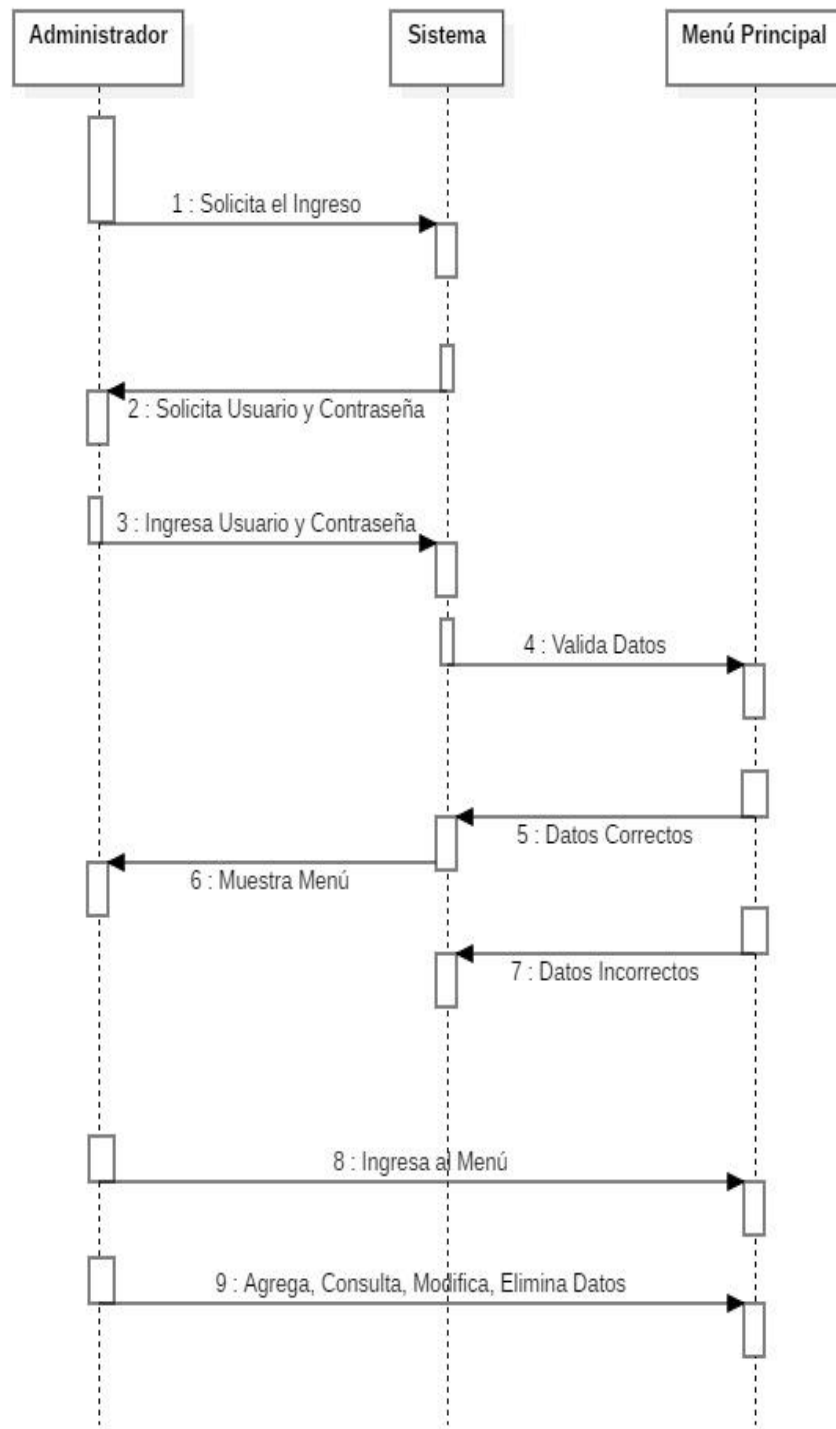 Administrador
Sistema
Menú Principal
1 : Solicita el Ingreso
2 : Solicita Usuario y Contraseña
3 : Ingresa Usuario y Contraseña
4 : Valida Datos
5 : Datos Correctos
6 : Muestra Menú
7 : Datos Incorrectos
8 : Ingresa al Menú
9 : Agrega, Consulta, Modifica, Elimina Datos